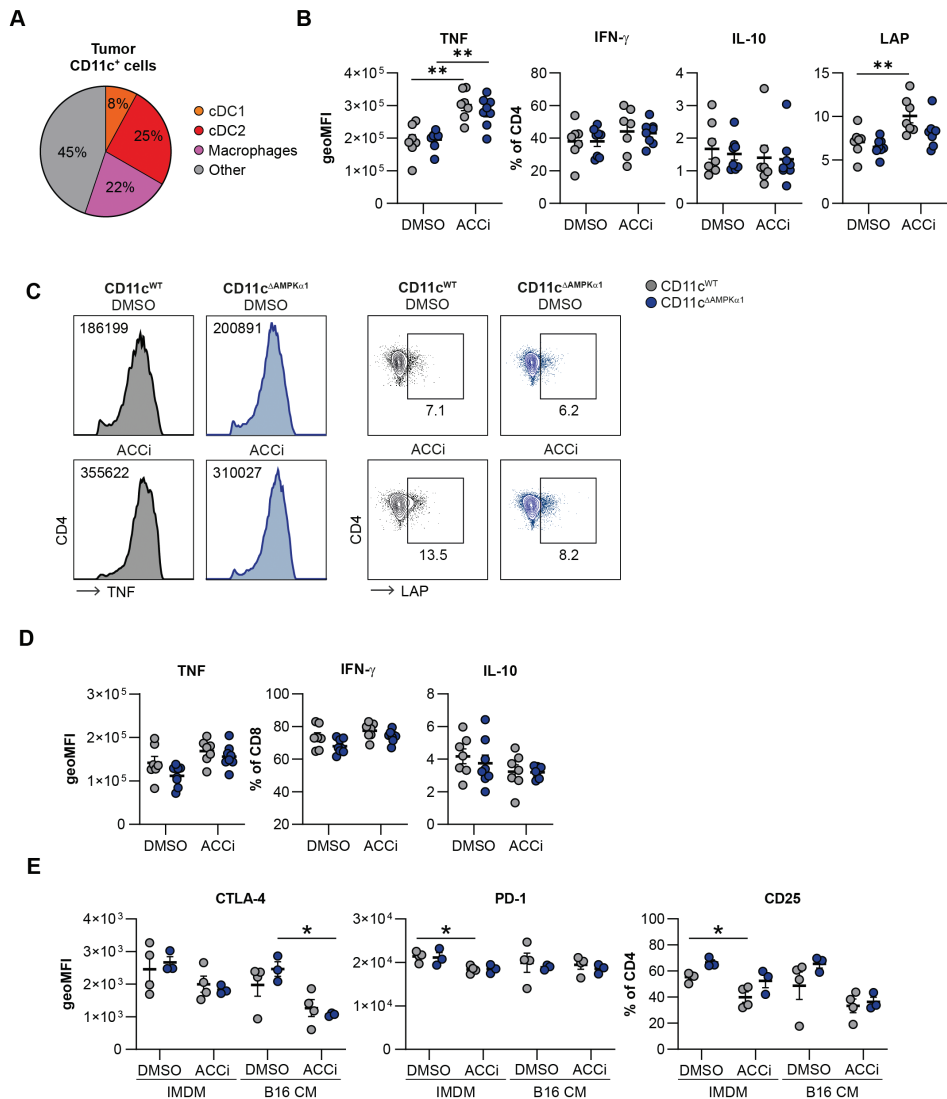 A
Tumor
CD11c⁺ cells
8%
25%
22%
45%
cDC1
cDC2
Macrophages
Other
B
TNF
** **
4×10⁵
3×10⁵
2×10⁵
1×10⁵
0
geoMFI
DMSO ACCi
IFN-γ
80
60
40
20
0
% of CD4
DMSO ACCi
IL-10
4
3
2
1
0
DMSO ACCi
LAP
**
15
10
5
0
DMSO ACCi
C
CD11cᵂᵀ CD11c^ΔAMPKα1 CD11cᵂᵀ CD11c^ΔAMPKα1
DMSO DMSO DMSO DMSO
186199 200891
7.1 6.2
ACCi ACCi ACCi ACCi
355622 310027
13.5 8.2
CD4 CD4
→ TNF → LAP
CD11cᵂᵀ
CD11c^ΔAMPKα1
D
TNF
3×10⁵
2×10⁵
1×10⁵
0
geoMFI
DMSO ACCi
IFN-γ
100
80
60
40
20
% of CD8
DMSO ACCi
IL-10
8
6
4
2
0
DMSO ACCi
E
CTLA-4
*
4×10³
3×10³
2×10³
1×10³
0
geoMFI
DMSO ACCi DMSO ACCi
IMDM B16 CM
PD-1
*
3×10⁴
2×10⁴
1×10⁴
0
DMSO ACCi DMSO ACCi
IMDM B16 CM
CD25
*
100
80
60
40
20
0
% of CD4
DMSO ACCi DMSO ACCi
IMDM B16 CM